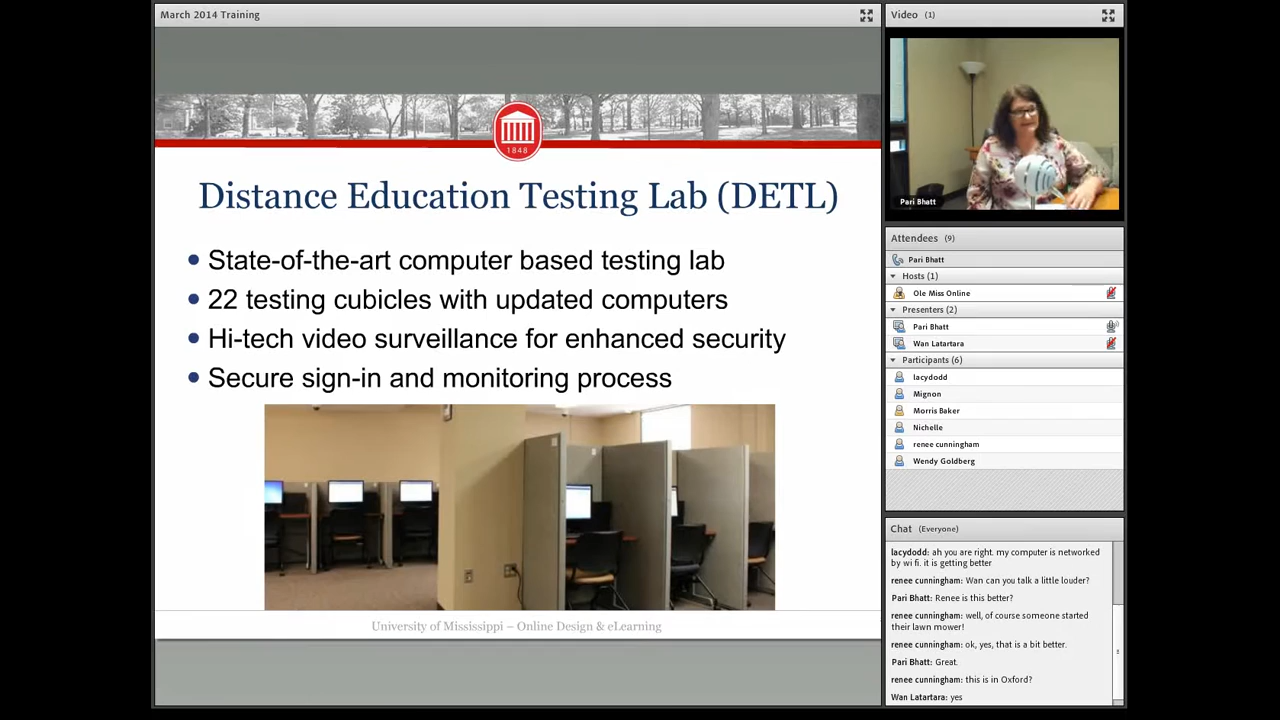 March 2014 Training
1848
Distance Education Testing Lab (DETL)
• State-of-the-art computer based testing lab
• 22 testing cubicles with updated computers
• Hi-tech video surveillance for enhanced security
• Secure sign-in and monitoring process
University of Mississippi – Online Design & eLearning
Video (1)
Pari Bhatt
Attendees (9)
Pari Bhatt
Hosts (1)
Ole Miss Online
Presenters (2)
Pari Bhatt
Wan Latartara
Participants (6)
lacydodd
Mignon
Morris Baker
Nichelle
renee cunningham
Wendy Goldberg
Chat (Everyone)
lacydodd: ah you are right. my computer is networked
by wi fi. it is getting better
renee cunningham: Wan can you talk a little louder?
Pari Bhatt: Renee is this better?
renee cunningham: well, of course someone started
their lawn mower!
renee cunningham: ok, yes, that is a bit better.
Pari Bhatt: Great.
renee cunningham: this is in Oxford?
Wan Latartara: yes